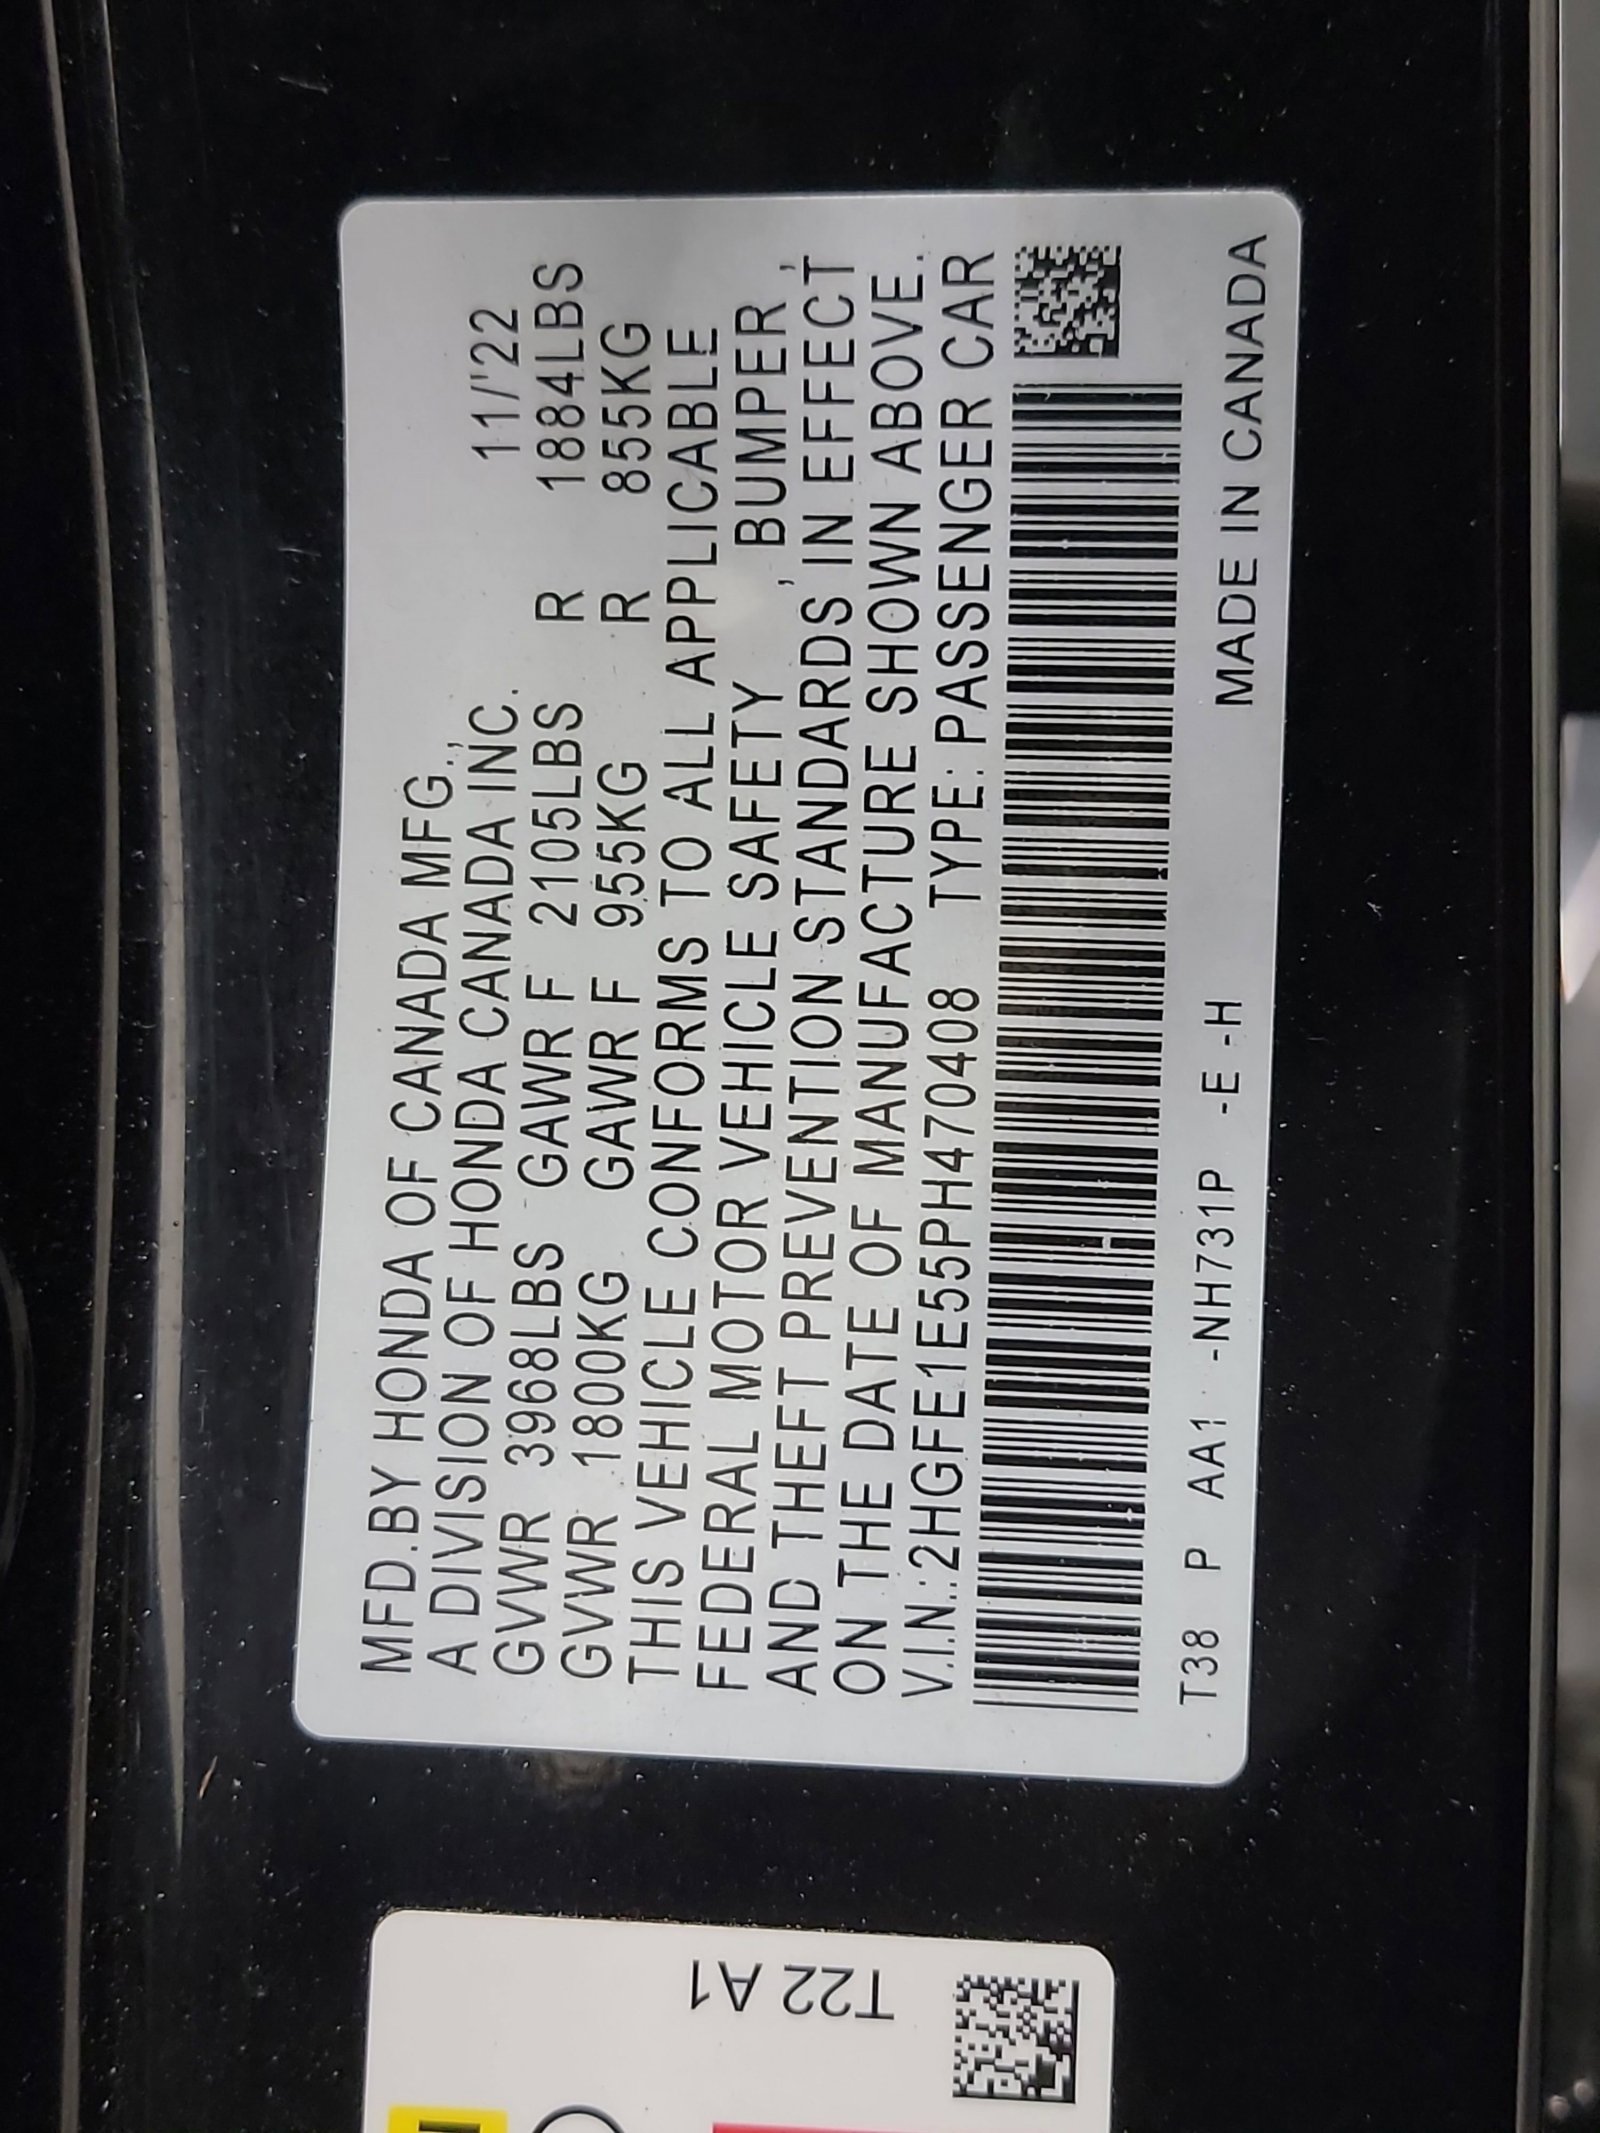 MFD.BY HONDA OF CANADA MFG.,
A DIVISION OF HONDA CANADA INC. 11/'22
GVWR 3968LBS GAWR F 2105LBS R 1884LBS
GVWR 1800KG GAWR F 955KG R 855KG
THIS VEHICLE CONFORMS TO ALL APPLICABLE
FEDERAL MOTOR VEHICLE SAFETY , BUMPER ,
AND THEFT PREVENTION STANDARDS IN EFFECT
ON THE DATE OF MANUFACTURE SHOWN ABOVE.
V.I.N.:2HGFE1E55PH470408 TYPE: PASSENGER CAR
T38 P AA1 -NH731P -E -H MADE IN CANADA
T22 A1